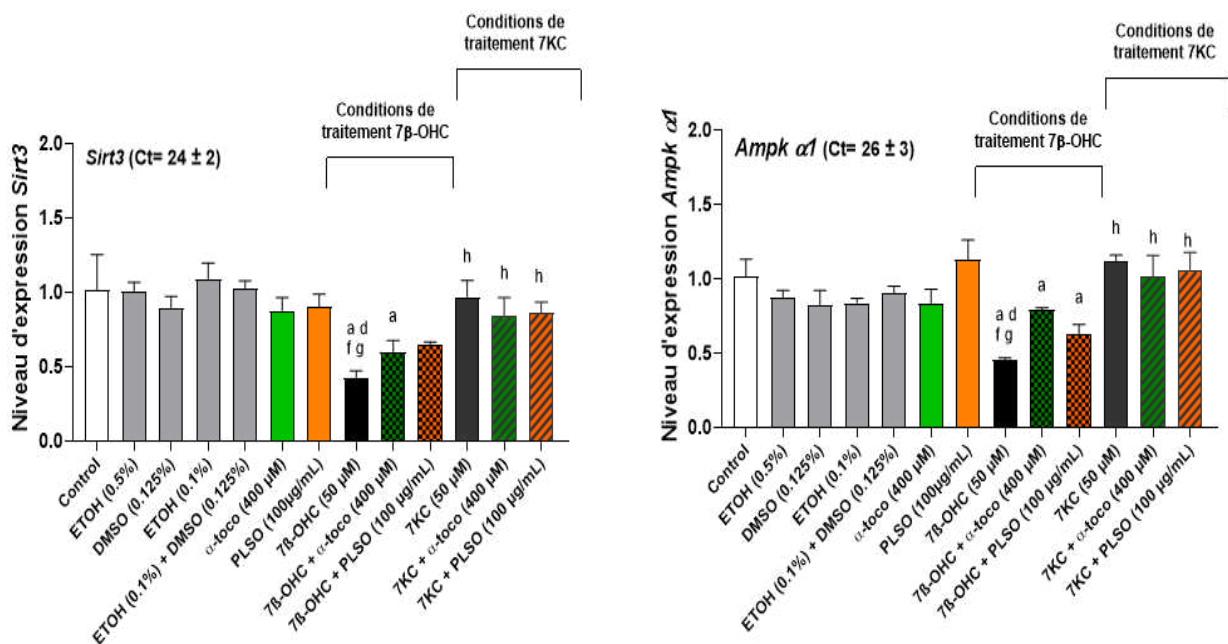 Conditions de
traitement 7KC
Conditions de
traitement 7β-OHC
Sirt3 (Ct= 24 ± 2)
Niveau d'expression Sirt3
2.0
1.5
1.0
0.5
0.0
a d
f g
a
h
h
h
Control
ETOH (0.5%)
DMSO (0.125%)
ETOH (0.1%)
ETOH (0.1%) + DMSO (0.125%)
α-toco (400 µM)
PLSO (100µg/mL)
7ß-OHC (50 µM)
7ß-OHC + α-toco (400 µM)
7ß-OHC + PLSO (100 µg/mL)
7KC (50 µM)
7KC + α-toco (400 µM)
7KC + PLSO (100 µg/mL)
Conditions de
traitement 7KC
Conditions de
traitement 7β-OHC
Ampk α1 (Ct= 26 ± 3)
Niveau d'expression Ampk α1
2.0
1.5
1.0
0.5
0.0
a d
f g
a
a
h
h
h
Control
ETOH (0.5%)
DMSO (0.125%)
ETOH (0.1%)
ETOH (0.1%) + DMSO (0.125%)
α-toco (400 µM)
PLSO (100µg/mL)
7ß-OHC (50 µM)
7ß-OHC + α-toco (400 µM)
7ß-OHC + PLSO (100 µg/mL)
7KC (50 µM)
7KC + α-toco (400 µM)
7KC + PLSO (100 µg/mL)